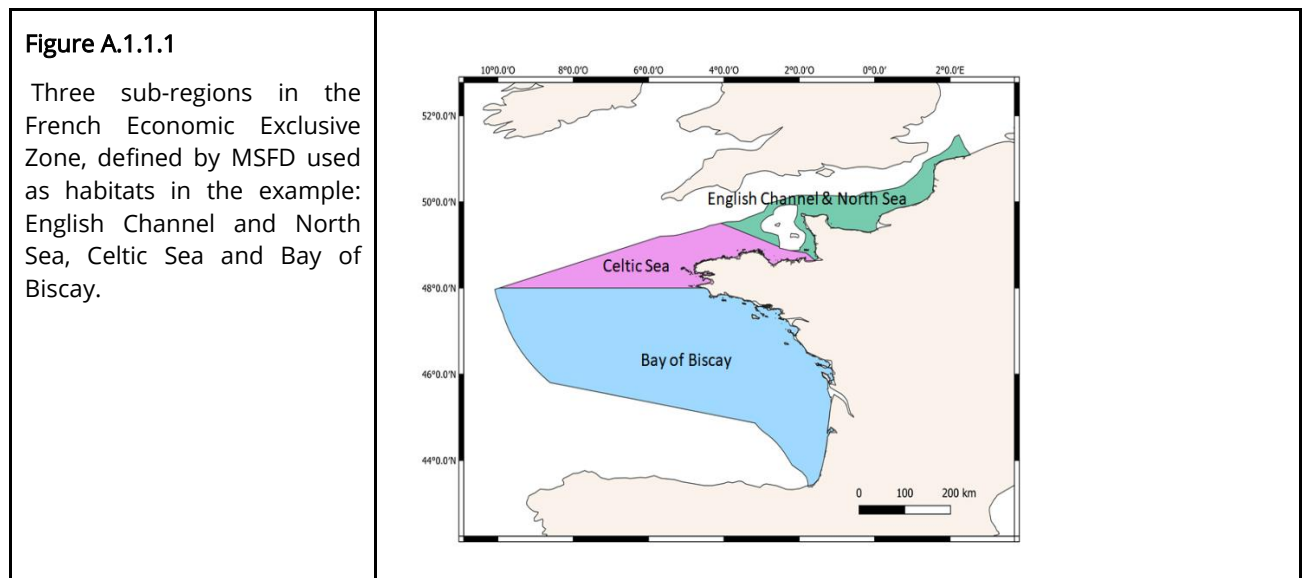 Figure A.1.1.1
Three sub-regions in the
French Economic Exclusive
Zone, defined by MSFD used
as habitats in the example:
English Channel and North
Sea, Celtic Sea and Bay of
Biscay.
10°0.0'O 8°0.0'O 6°0.0'O 4°0.0'O 2°0.0'O 0°0.0' 2°0.0'E
52°0.0'N
50°0.0'N
English Channel & North Sea
Celtic Sea
48°0.0'N
Bay of Biscay
46°0.0'N
44°0.0'N
0 100 200 km